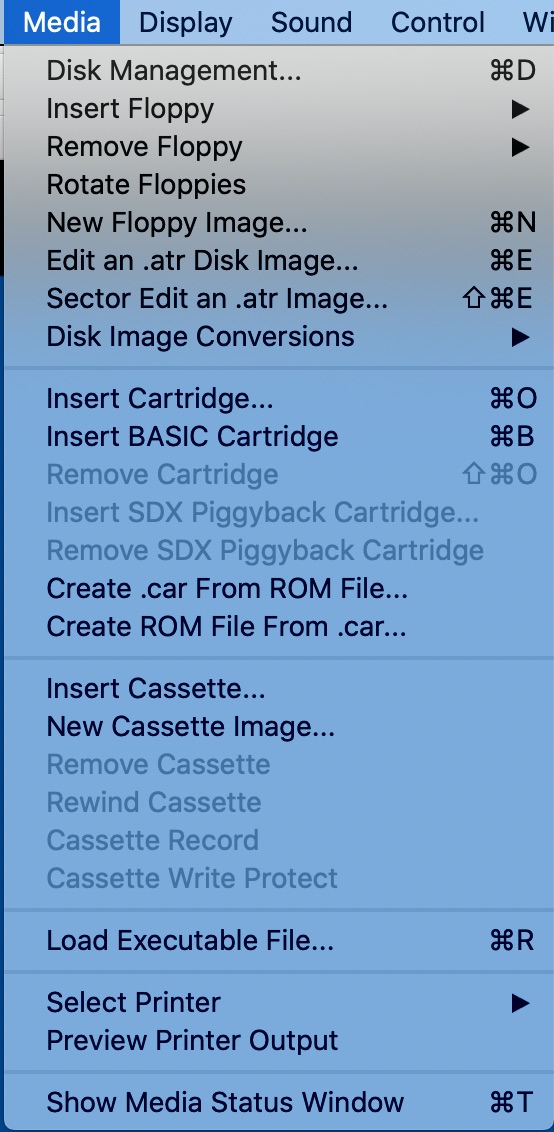 Media Display Sound Control Wi
Disk Management... ⌘D
Insert Floppy ▶
Remove Floppy ▶
Rotate Floppies
New Floppy Image... ⌘N
Edit an .atr Disk Image... ⌘E
Sector Edit an .atr Image... ⇧⌘E
Disk Image Conversions ▶
Insert Cartridge... ⌘O
Insert BASIC Cartridge ⌘B
Remove Cartridge ⇧⌘O
Insert SDX Piggyback Cartridge...
Remove SDX Piggyback Cartridge
Create .car From ROM File...
Create ROM File From .car...
Insert Cassette...
New Cassette Image...
Remove Cassette
Rewind Cassette
Cassette Record
Cassette Write Protect
Load Executable File... ⌘R
Select Printer ▶
Preview Printer Output
Show Media Status Window ⌘T